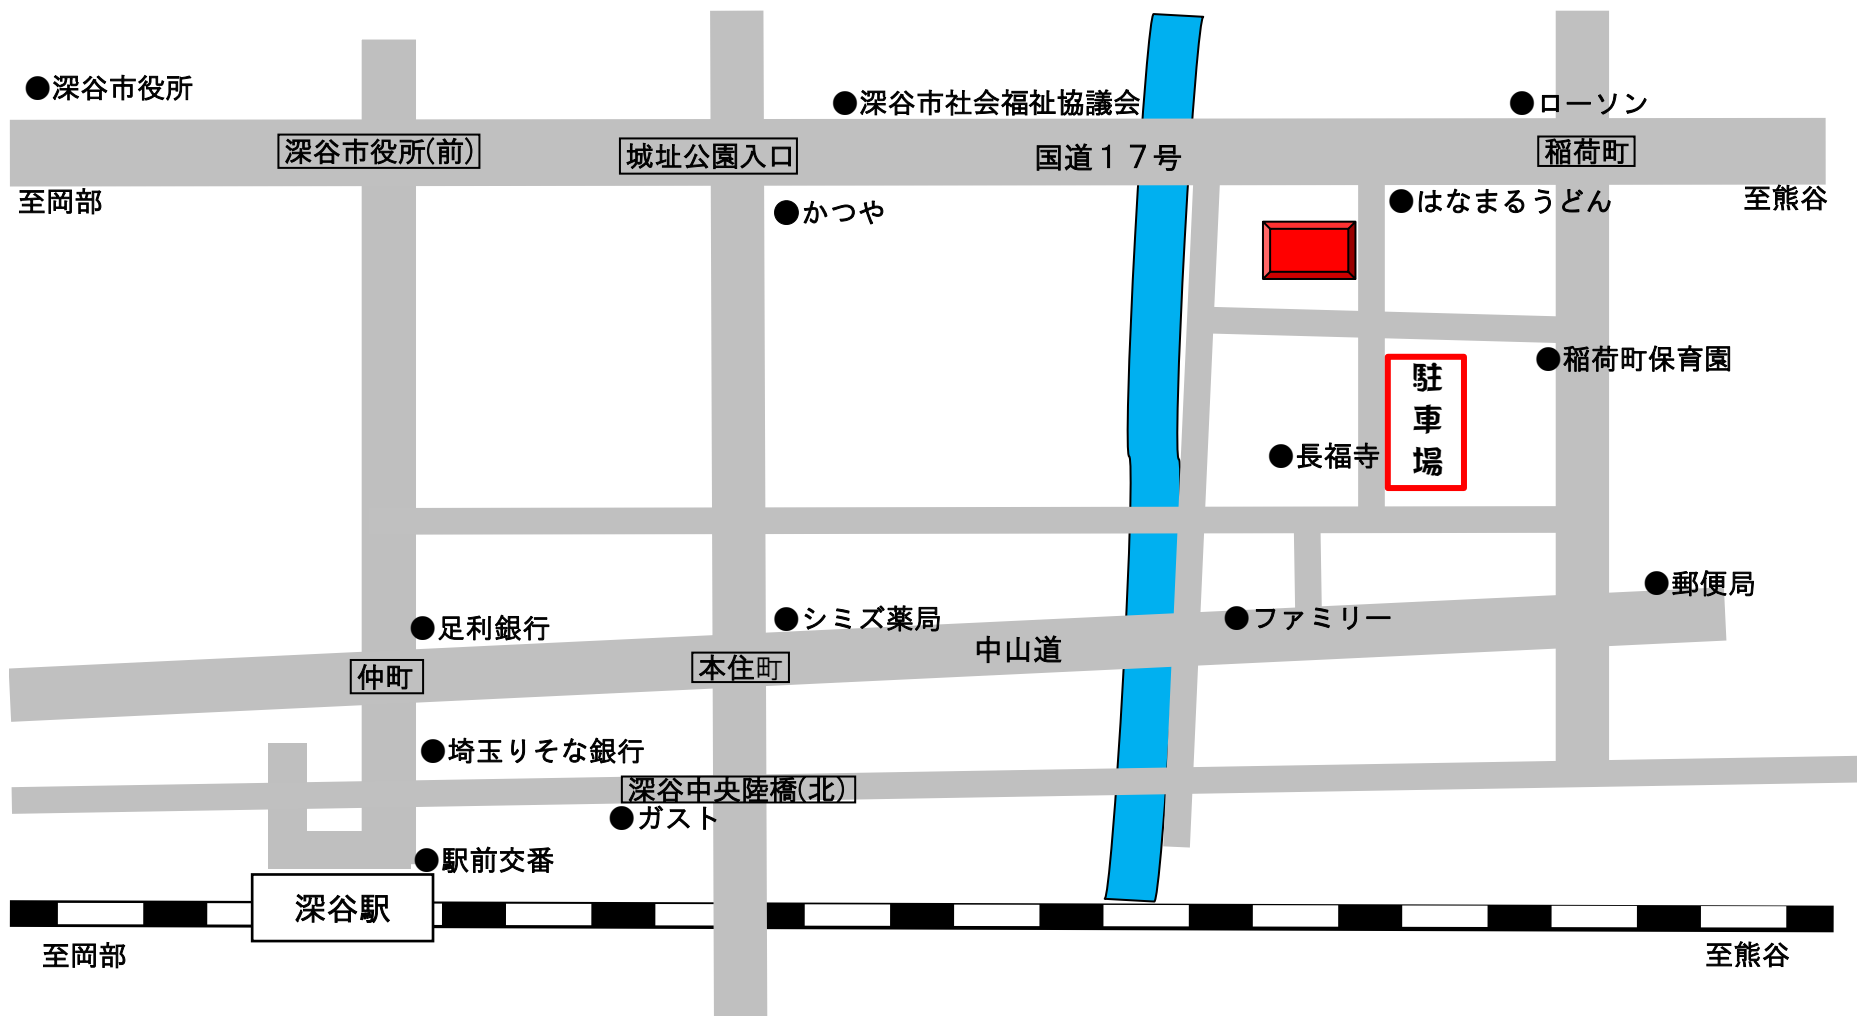 ●深谷市役所
●深谷市社会福祉協議会
●ローソン
深谷市役所(前)
城址公園入口
国道１７号
稲荷町
至岡部
●かつや
●はなまるうどん
至熊谷
●稲荷町保育園
駐
車
場
●長福寺
●郵便局
●足利銀行
●シミズ薬局
●ファミリー
中山道
仲町
本住町
●埼玉りそな銀行
深谷中央陸橋(北)
●ガスト
●駅前交番
深谷駅
至岡部
至熊谷